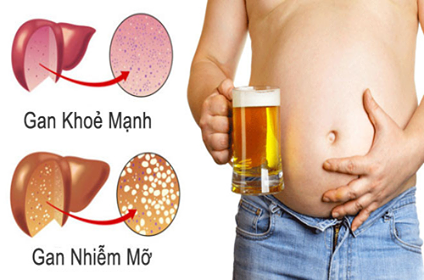 Gan Khoẻ Mạnh
Gan Nhiễm Mỡ